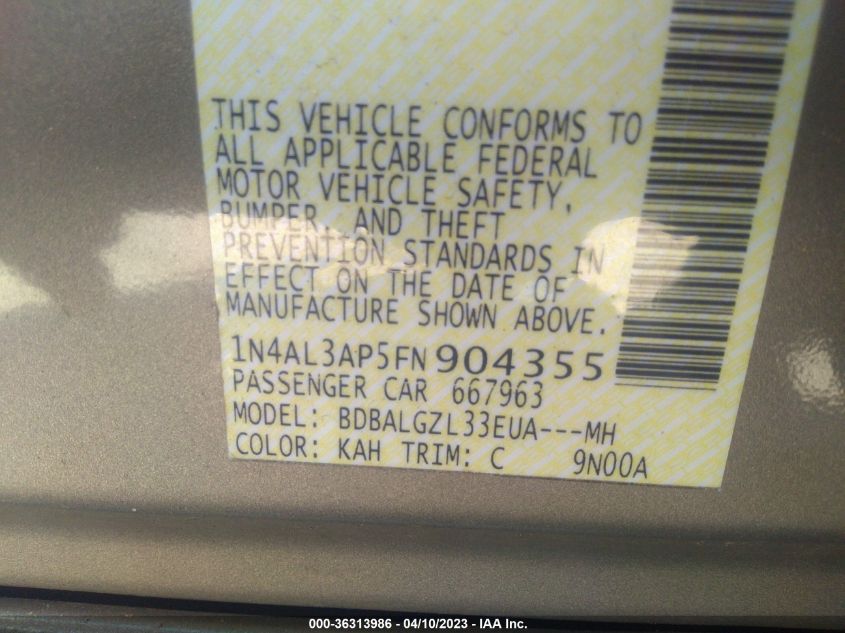 THIS VEHICLE CONFORMS TO
ALL APPLICABLE FEDERAL
MOTOR VEHICLE SAFETY,
BUMPER, AND THEFT
PREVENTION STANDARDS IN
EFFECT ON THE DATE OF
MANUFACTURE SHOWN ABOVE.
1N4AL3AP5FN904355
PASSENGER CAR 667963
MODEL: BDBALGZL33EUA---MH
COLOR: KAH TRIM: C 9N00A
000-36313986 - 04/10/2023 - IAA Inc.